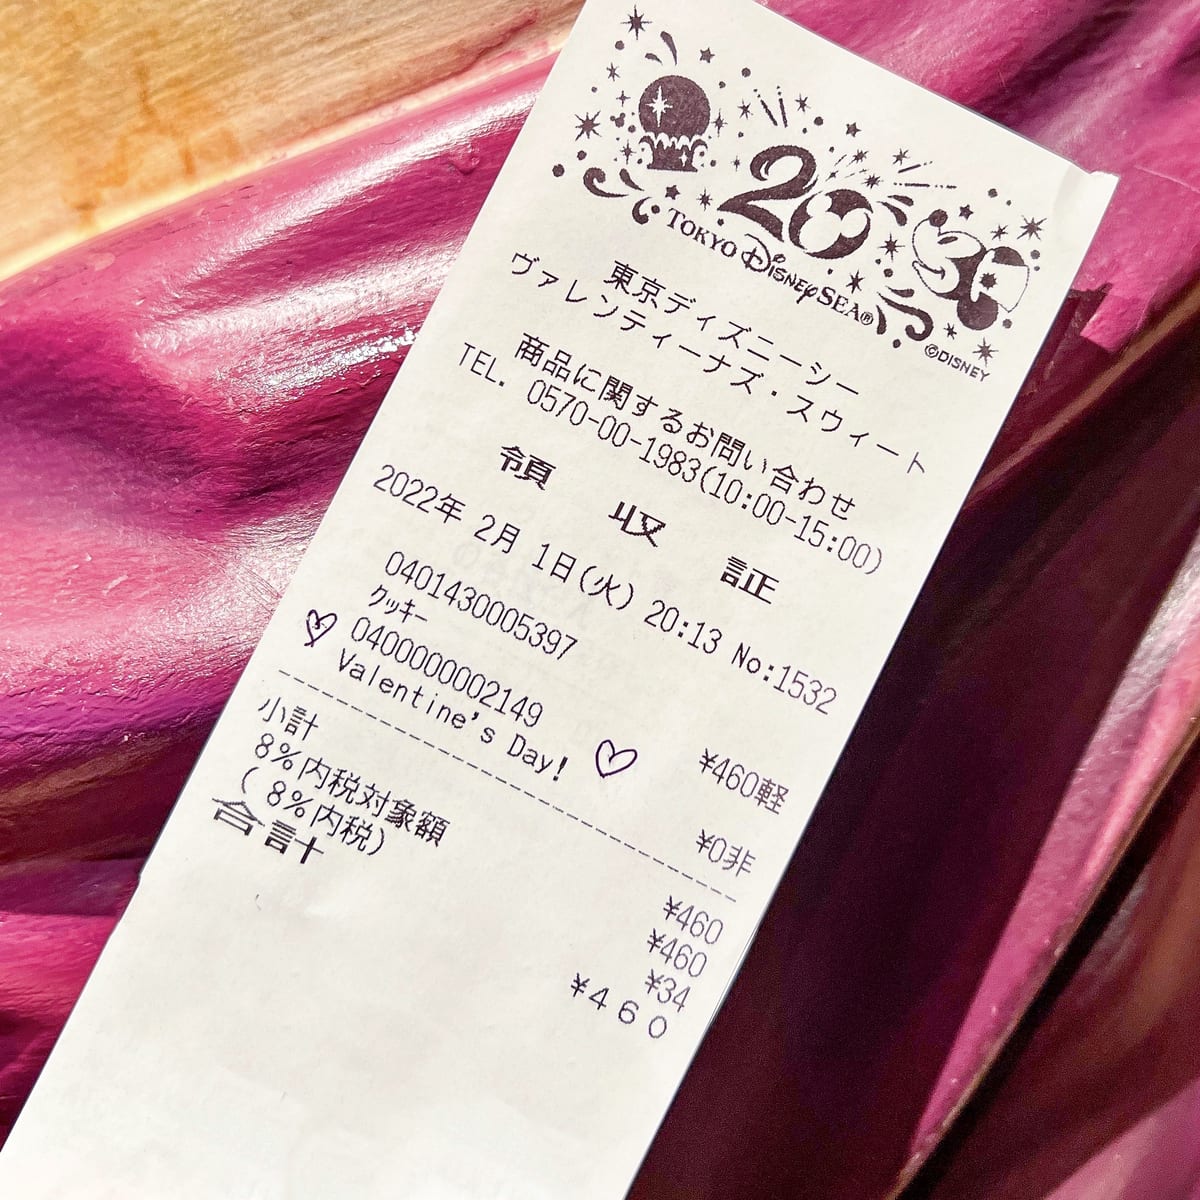 20
TOKYO DISNEYSEA®
©DISNEY
東京ディズニーシー
ヴァレンティーナズ・スウィート
商品に関するお問い合わせ
TEL. 0570-00-1983(10:00-15:00)
領 収 証
2022年 2月 1日(火) 20:13 No:1532
0401430005397
クッキー ¥460軽
0400000002149
♡ Valentine's Day! ♡ ¥0非
小計 ¥460
8%内税対象額 ¥460
( 8%内税) ¥34
合計 ¥460